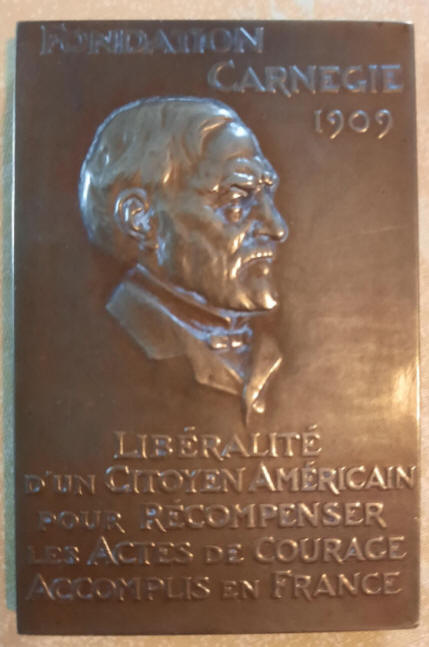 FONDATION
CARNEGIE
1909
LIBÉRALITÉ
D'UN CITOYEN AMÉRICAIN
POUR RÉCOMPENSER
LES ACTES DE COURAGE
ACCOMPLIS EN FRANCE